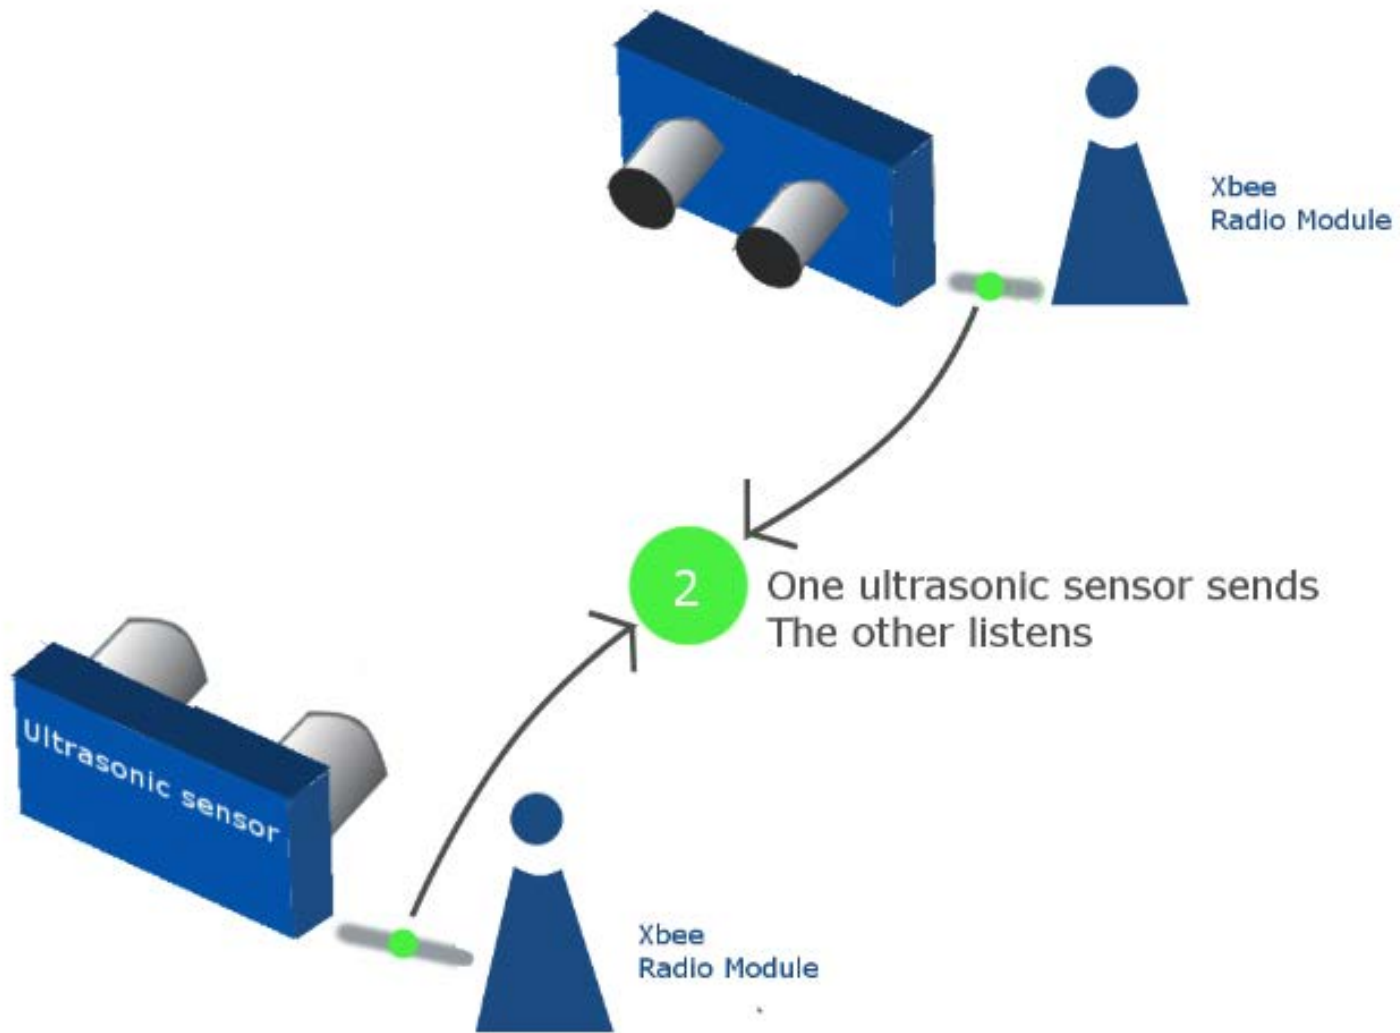 Xbee
Radio Module
2
One ultrasonic sensor sends
The other listens
Ultrasonic sensor
Xbee
Radio Module